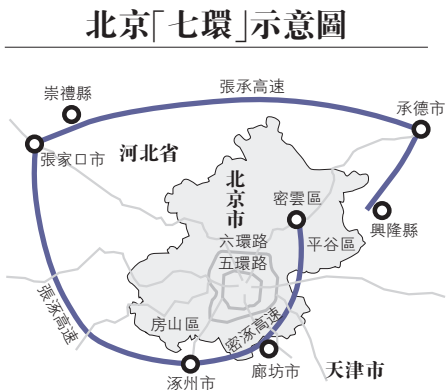 北京「七環」示意圖
張承高速
崇禮縣
承德市
張家口市
河北省
北京市
密雲區
興隆縣
六環路
平谷區
五環路
張涿高速
房山區
密涿高速
廊坊市
天津市
涿州市